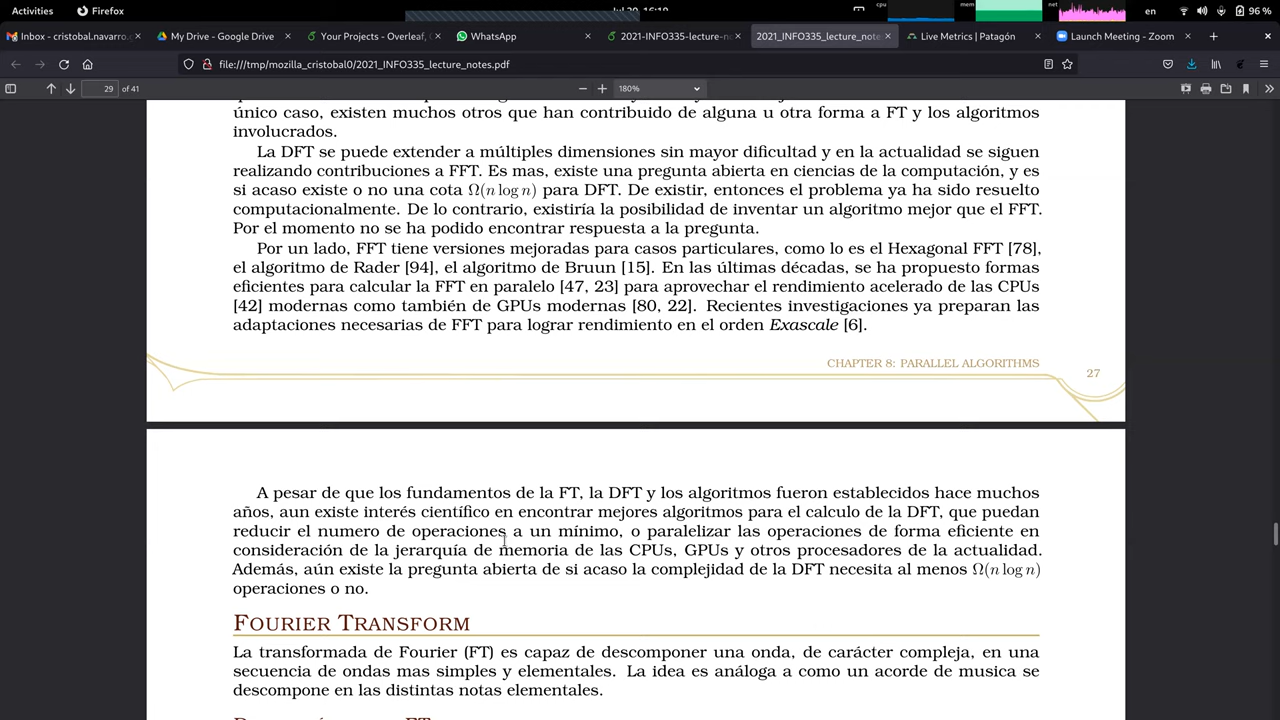 Activities
Firefox
Jul 20, 16:19
cpu
mem
net
en
96 %
Inbox - cristobal.navarro.g
My Drive - Google Drive
Your Projects - Overleaf,
WhatsApp
2021-INFO335-lecture-n
2021_INFO335_lecture_note
Live Metrics | Patagón
Launch Meeting - Zoom
file:///tmp/mozilla_cristobal0/2021_INFO335_lecture_notes.pdf
29 of 41
180%
único caso, existen muchos otros que han contribuido de alguna u otra forma a FT y los algoritmos
involucrados.
La DFT se puede extender a múltiples dimensiones sin mayor dificultad y en la actualidad se siguen
realizando contribuciones a FFT. Es mas, existe una pregunta abierta en ciencias de la computación, y es
si acaso existe o no una cota Ω(n log n) para DFT. De existir, entonces el problema ya ha sido resuelto
computacionalmente. De lo contrario, existiría la posibilidad de inventar un algoritmo mejor que el FFT.
Por el momento no se ha podido encontrar respuesta a la pregunta.
Por un lado, FFT tiene versiones mejoradas para casos particulares, como lo es el Hexagonal FFT [78],
el algoritmo de Rader [94], el algoritmo de Bruun [15]. En las últimas décadas, se ha propuesto formas
eficientes para calcular la FFT en paralelo [47, 23] para aprovechar el rendimiento acelerado de las CPUs
[42] modernas como también de GPUs modernas [80, 22]. Recientes investigaciones ya preparan las
adaptaciones necesarias de FFT para lograr rendimiento en el orden Exascale [6].
CHAPTER 8: PARALLEL ALGORITHMS
27
A pesar de que los fundamentos de la FT, la DFT y los algoritmos fueron establecidos hace muchos
años, aun existe interés científico en encontrar mejores algoritmos para el calculo de la DFT, que puedan
reducir el numero de operaciones a un mínimo, o paralelizar las operaciones de forma eficiente en
consideración de la jerarquía de memoria de las CPUs, GPUs y otros procesadores de la actualidad.
Además, aún existe la pregunta abierta de si acaso la complejidad de la DFT necesita al menos Ω(n log n)
operaciones o no.
FOURIER TRANSFORM
La transformada de Fourier (FT) es capaz de descomponer una onda, de carácter compleja, en una
secuencia de ondas mas simples y elementales. La idea es análoga a como un acorde de musica se
descompone en las distintas notas elementales.